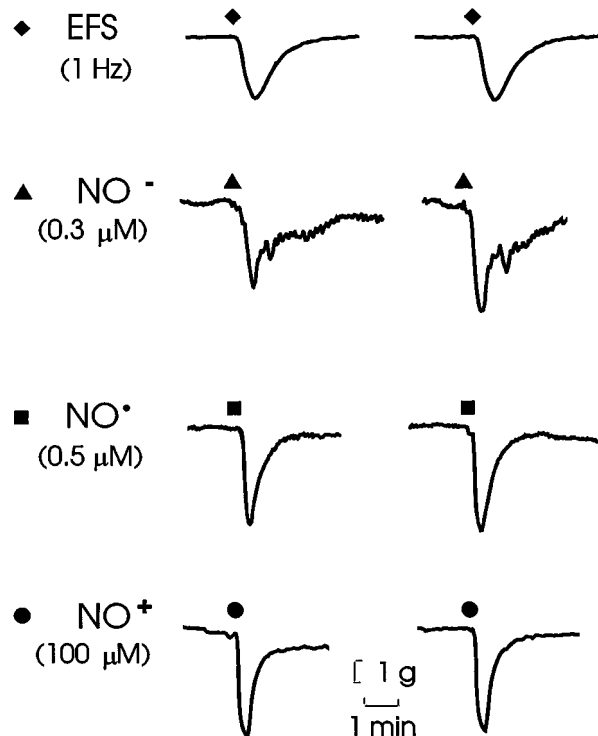 EFS
(1 Hz)
NO -
(0.3 μM)
NO•
(0.5 μM)
NO+
(100 μM)
1 g
1 min